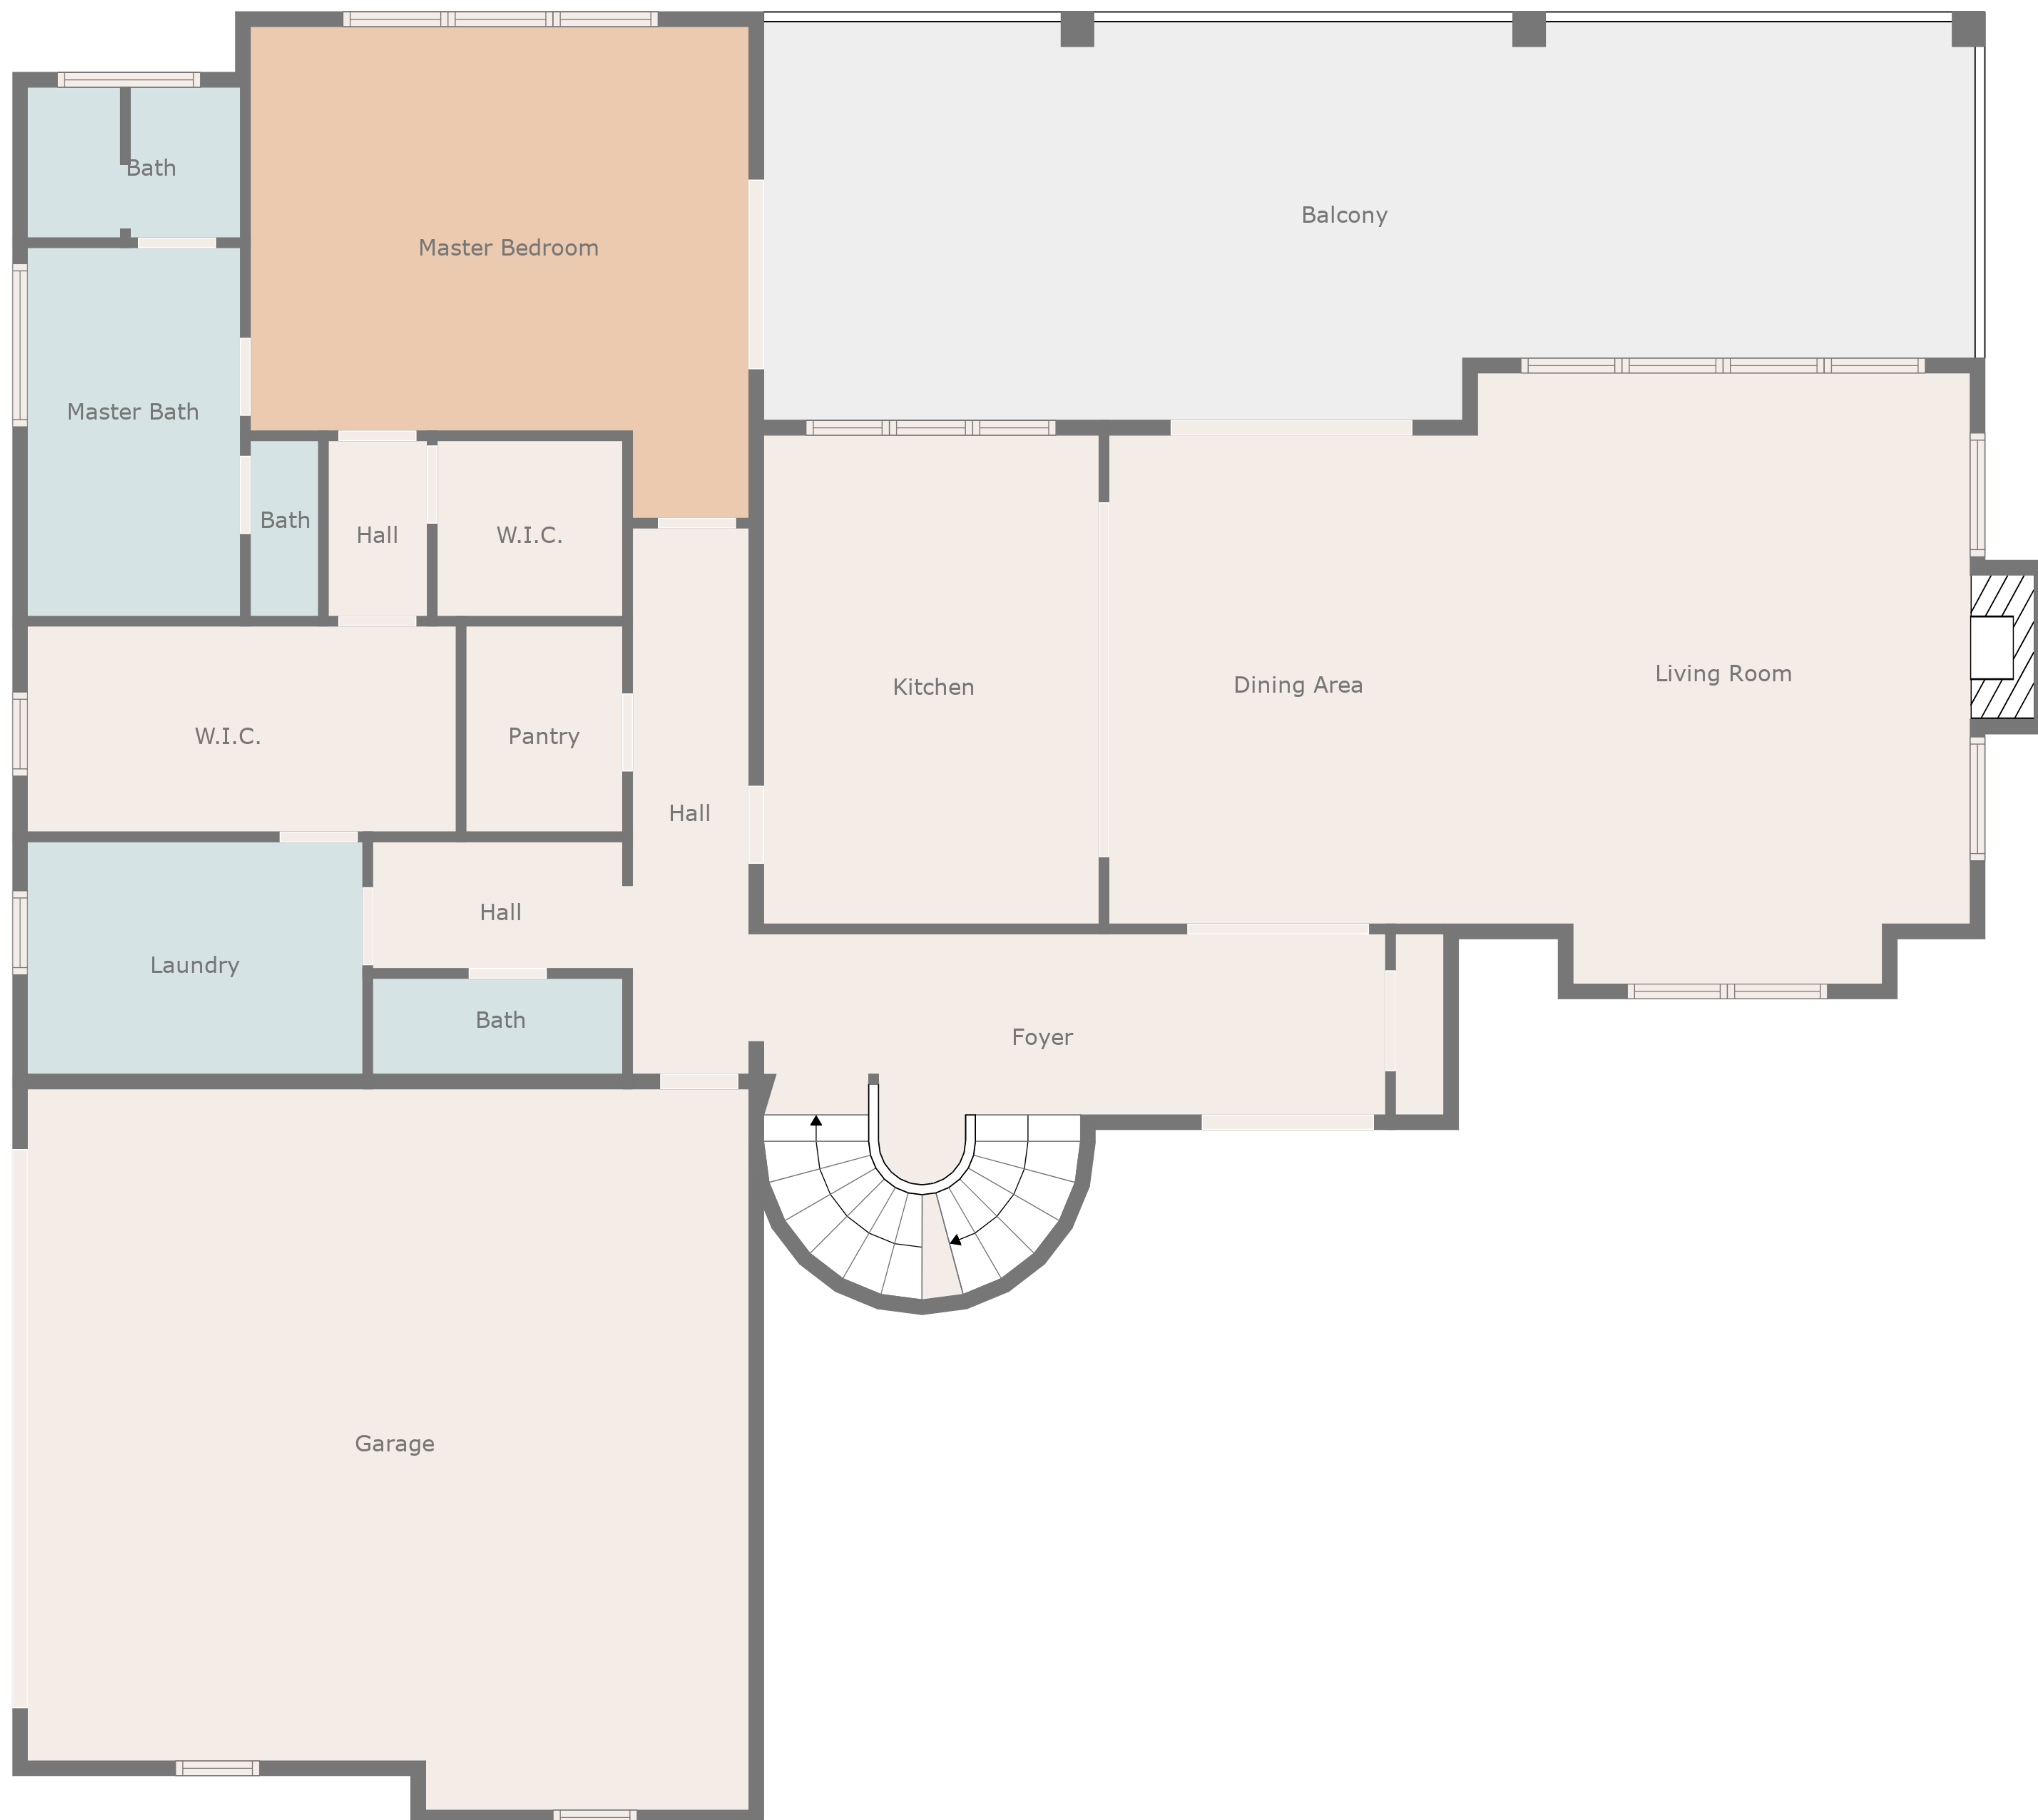 Bath
Balcony
Master Bedroom
Master Bath
Bath
Hall
W.I.C.
Kitchen
Dining Area
Living Room
W.I.C.
Pantry
Hall
Hall
Laundry
Bath
Foyer
Garage